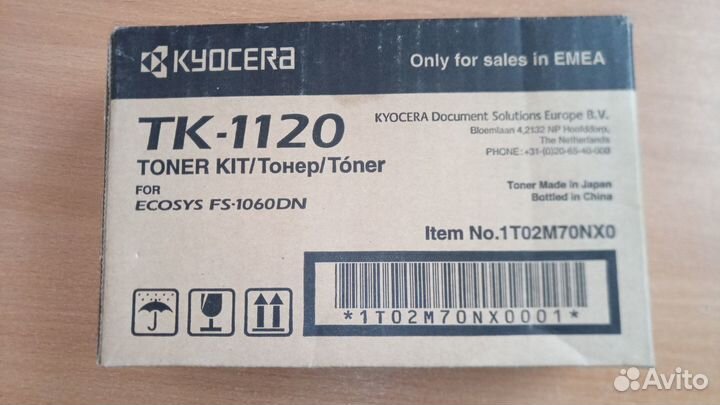 KYOCERA
Only for sales in EMEA
TK-1120
KYOCERA Document Solutions Europe B.V.
Bloemlaan 4,2132 NP Hoofddorp,
The Netherlands
PHONE: +31-(0)20-65-40-000
TONER KIT/Тонер/Tóner
FOR
ECOSYS FS-1060DN
Toner Made in Japan
Bottled in China
Item No.1T02M70NX0
*1T02M70NX0001*
Avito